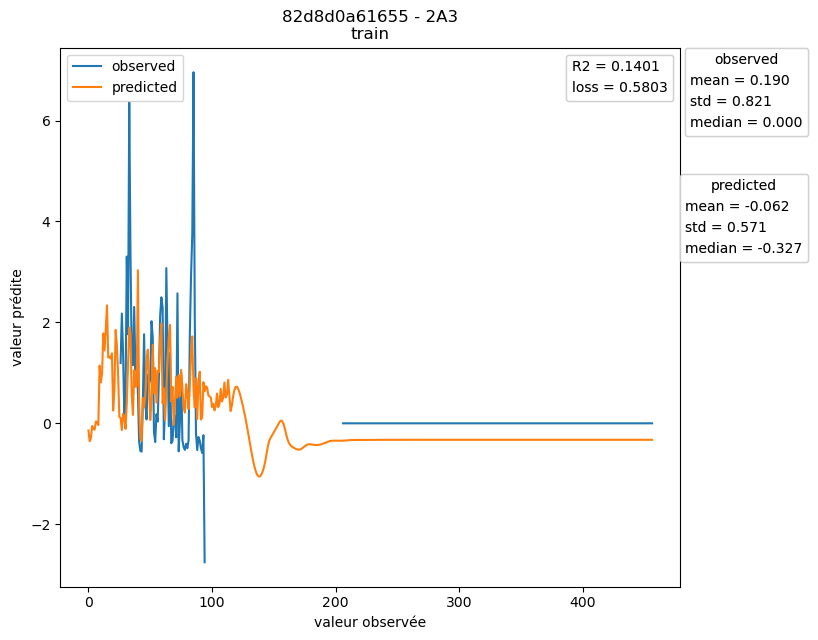 82d8d0a61655 - 2A3
train
observed
predicted
R2 = 0.1401
loss = 0.5803
observed
mean = 0.190
std = 0.821
median = 0.000
predicted
mean = -0.062
std = 0.571
median = -0.327
valeur prédite
6
4
2
0
−2
0
100
200
300
400
valeur observée